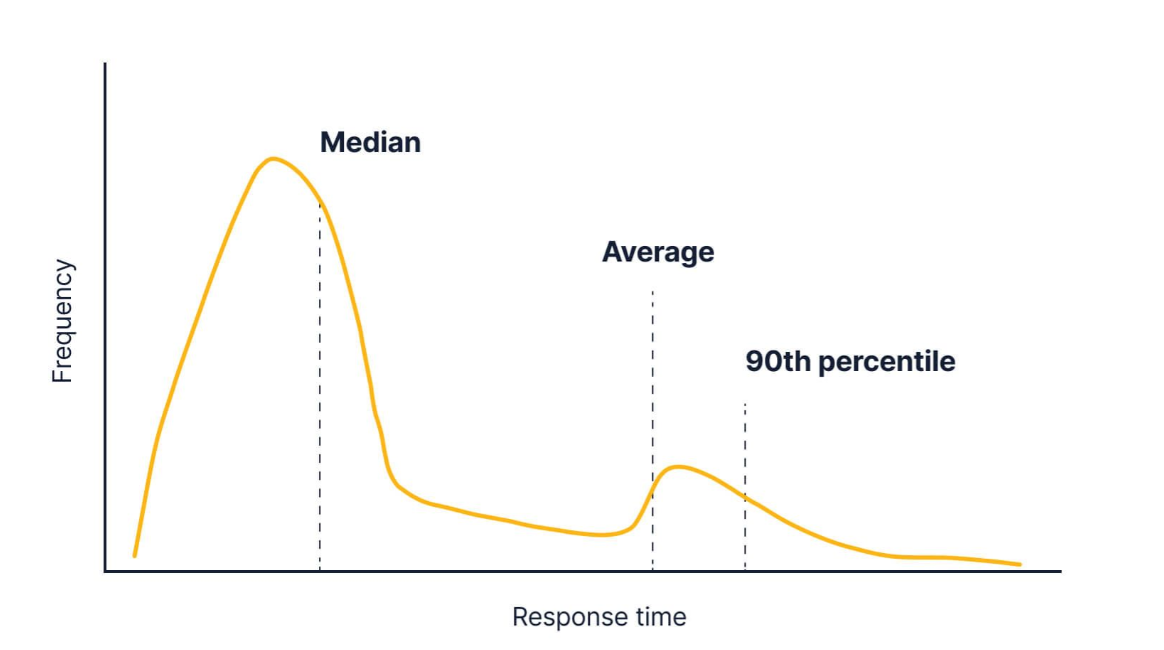 Median
Average
90th percentile
Frequency
Response time